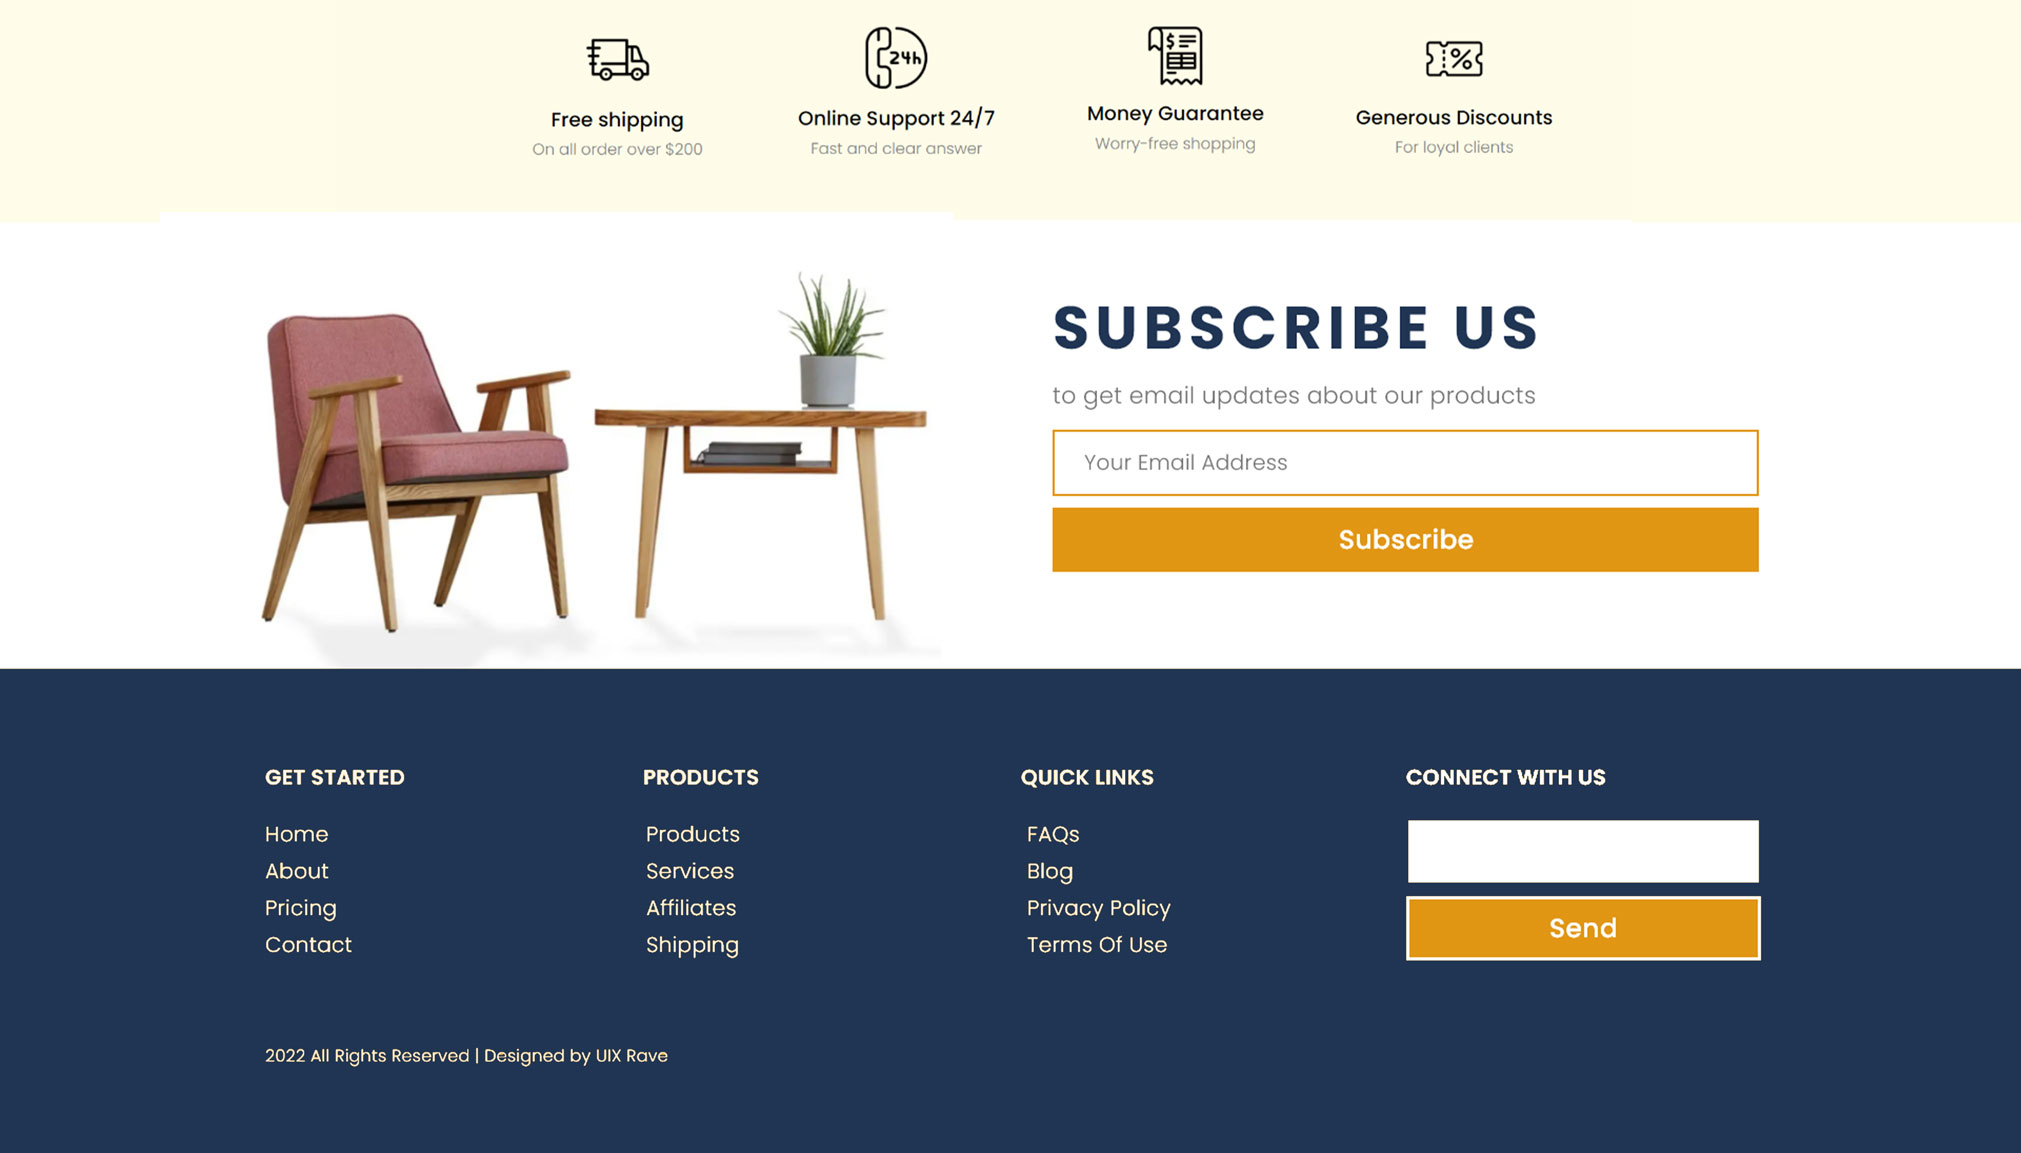 24h
$
%
Free shipping
On all order over $200
Online Support 24/7
Fast and clear answer
Money Guarantee
Worry-free shopping
Generous Discounts
For loyal clients
SUBSCRIBE US
to get email updates about our products
Your Email Address
Subscribe
GET STARTED
Home
About
Pricing
Contact
PRODUCTS
Products
Services
Affiliates
Shipping
QUICK LINKS
FAQs
Blog
Privacy Policy
Terms Of Use
CONNECT WITH US
Send
2022 All Rights Reserved | Designed by UIX Rave